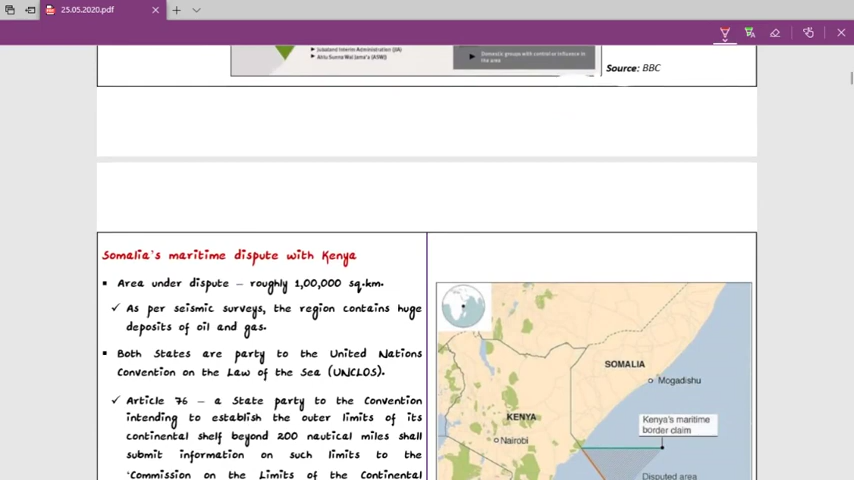 25.05.2020.pdf
Jubaland Interim Administration (JIA)
Ahlu Sunna Wal Jama'a (ASWJ)
Somalia: groups with control or influence in
the area
Source: BBC
Somalia's maritime dispute with Kenya
▪ Area under dispute – roughly 1,00,000 sq.km.
✓ As per seismic surveys, the region contains huge
deposits of oil and gas.
▪ Both States are party to the United Nations
Convention on the Law of the Sea (UNCLOS).
✓ Article 76 – a State party to the Convention
intending to establish the outer limits of its
continental shelf beyond 200 nautical miles shall
submit information on such limits to the
'Commission on the Limits of the Continental
SOMALIA
Mogadishu
KENYA
Nairobi
Kenya's maritime
border claim
Disputed area